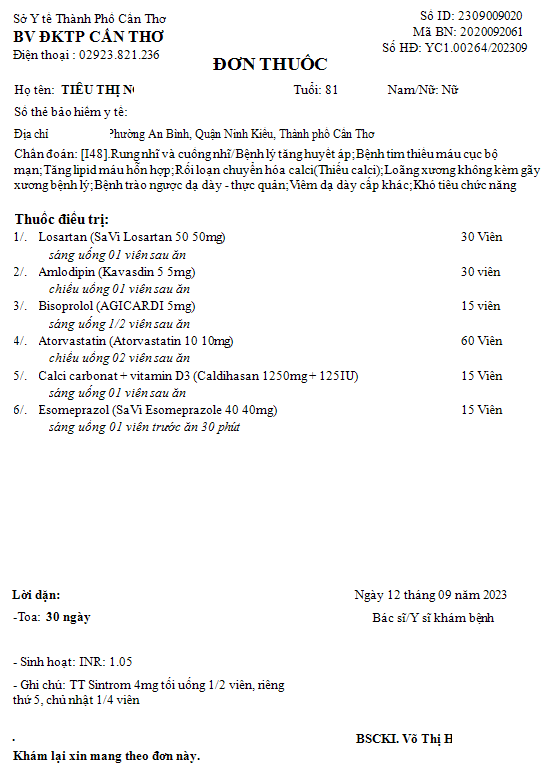 Sở Y tế Thành Phố Cần Thơ
BV ĐKTP CẦN THƠ
Điện thoại : 02923.821.236
Số ID: 2309009020
Mã BN: 2020092061
Số HĐ: YC1.00264/202309
ĐƠN THUỐC
Họ tên: TIÊU THỊ Tuổi: 81 Nam/Nữ: Nữ
Số thẻ bảo hiểm y tế:
Địa chỉ Phường An Bình, Quận Ninh Kiều, Thành phố Cần Thơ
Chẩn đoán: [I48].Rung nhĩ và cuồng nhĩ/Bệnh lý tăng huyết áp;Bệnh tim thiếu máu cục bộ
mạn;Tăng lipid máu hỗn hợp;Rối loạn chuyển hóa calci(Thiếu calci);Loãng xương không kèm gãy
xương bệnh lý;Bệnh trào ngược dạ dày - thực quản;Viêm dạ dày cấp khác;Khó tiêu chức năng
Thuốc điều trị:
1/. Losartan (SaVi Losartan 50 50mg) 30 Viên
sáng uống 01 viên sau ăn
2/. Amlodipin (Kavasdin 5 5mg) 30 viên
chiều uống 01 viên sau ăn
3/. Bisoprolol (AGICARDI 5mg) 15 viên
sáng uống 1/2 viên sau ăn
4/. Atorvastatin (Atorvastatin 10 10mg) 60 Viên
chiều uống 02 viên sau ăn
5/. Calci carbonat + vitamin D3 (Caldihasan 1250mg + 125IU) 15 Viên
sáng uống 01 viên sau ăn
6/. Esomeprazol (SaVi Esomeprazole 40 40mg) 15 Viên
sáng uống 01 viên trước ăn 30 phút
Lời dặn:
Ngày 12 tháng 09 năm 2023
-Toa: 30 ngày
Bác sĩ/Y sĩ khám bệnh
- Sinh hoạt: INR: 1.05
- Ghi chú: TT Sintrom 4mg tối uống 1/2 viên, riêng
thứ 5, chủ nhật 1/4 viên
.
BSCKI. Võ Thị
Khám lại xin mang theo đơn này.